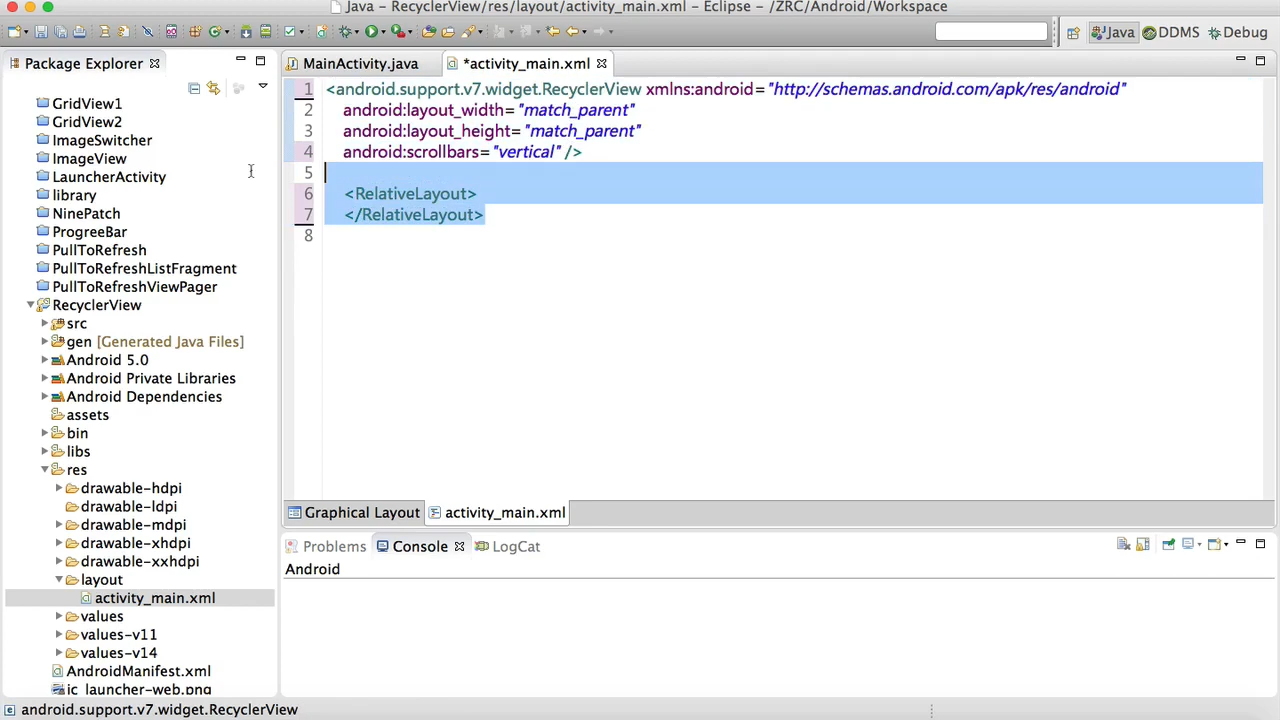 Java - RecyclerView/res/layout/activity_main.xml - Eclipse - /ZRC/Android/Workspace
Java
DDMS
Debug
Package Explorer
MainActivity.java
*activity_main.xml
GridView1
GridView2
ImageSwitcher
ImageView
LauncherActivity
library
NinePatch
ProgreeBar
PullToRefresh
PullToRefreshListFragment
PullToRefreshViewPager
RecyclerView
src
gen [Generated Java Files]
Android 5.0
Android Private Libraries
Android Dependencies
assets
bin
libs
res
drawable-hdpi
drawable-ldpi
drawable-mdpi
drawable-xhdpi
drawable-xxhdpi
layout
activity_main.xml
values
values-v11
values-v14
AndroidManifest.xml
ic_launcher-web.png
1 <android.support.v7.widget.RecyclerView xmlns:android="http://schemas.android.com/apk/res/android"
2 android:layout_width="match_parent"
3 android:layout_height="match_parent"
4 android:scrollbars="vertical" />
5
6 <RelativeLayout>
7 </RelativeLayout>
8
Graphical Layout
activity_main.xml
Problems
Console
LogCat
Android
android.support.v7.widget.RecyclerView